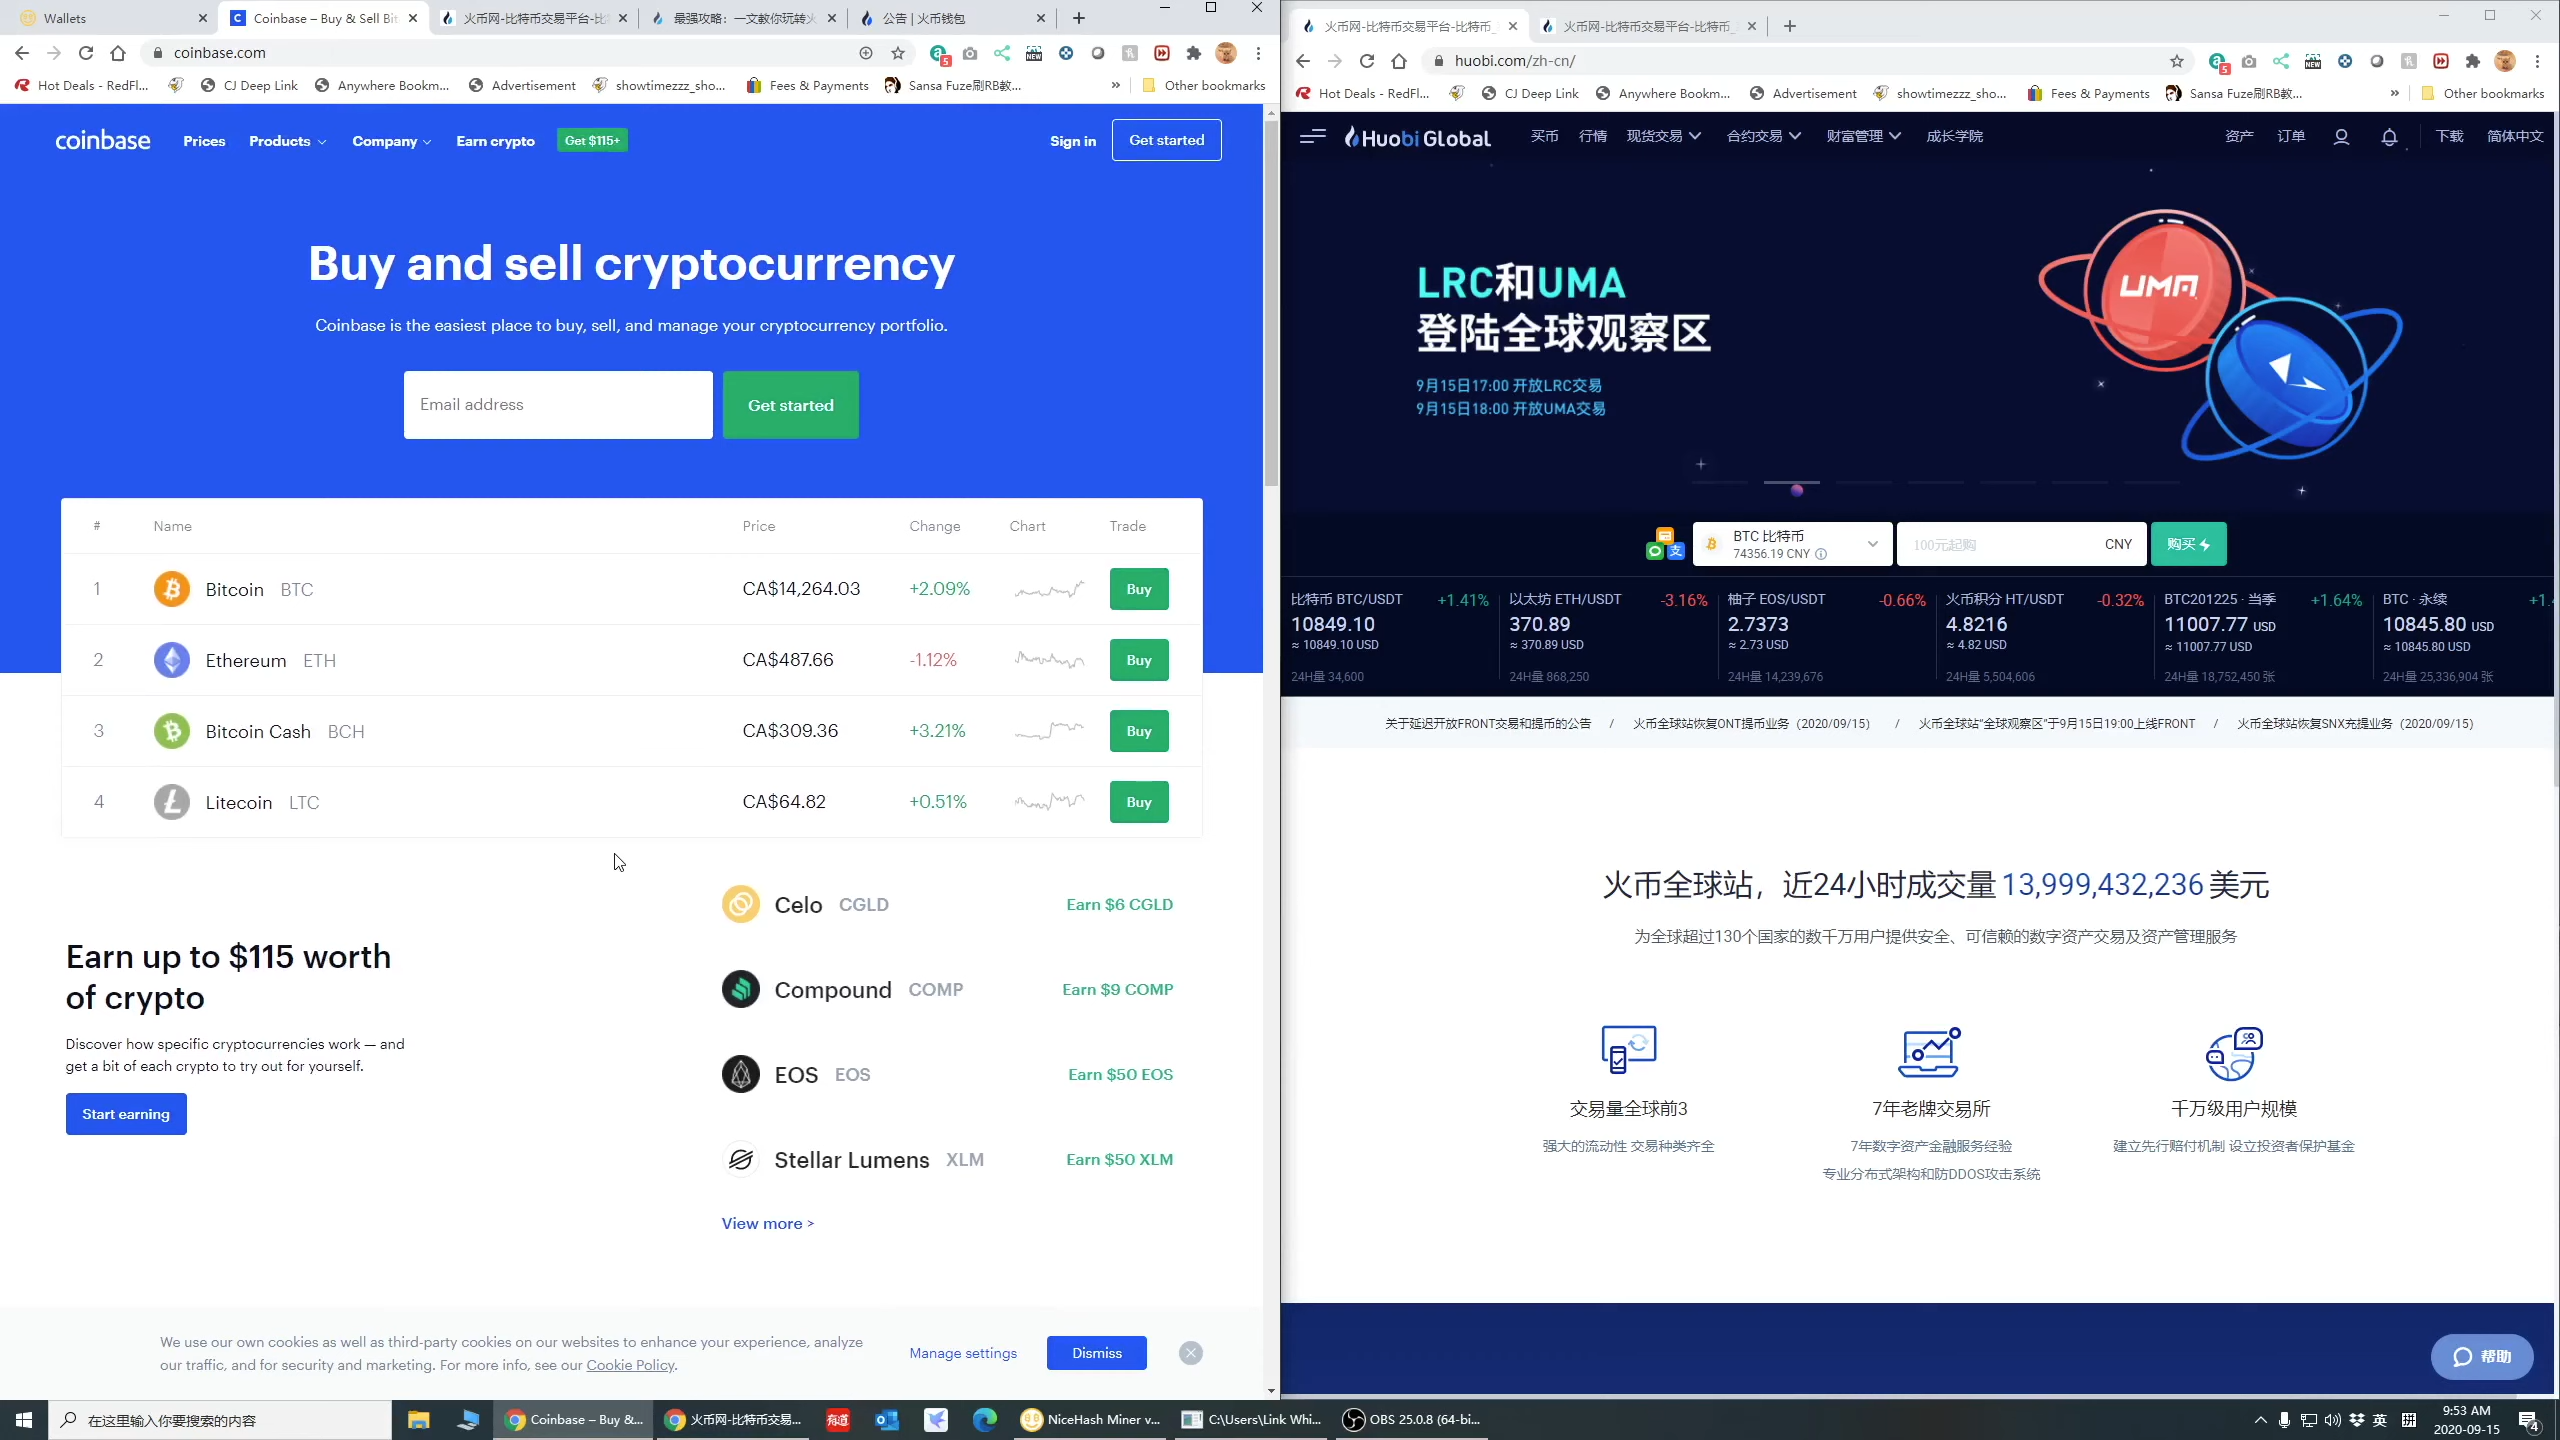 Wallets
Coinbase – Buy & Sell Bit
火币网-比特币交易平台-比
最强攻略：一文教你玩转火
公告 | 火币钱包
coinbase.com
Hot Deals - RedFl...
CJ Deep Link
Anywhere Bookm...
Advertisement
showtimezzz_sho...
Fees & Payments
Sansa Fuze刷RB教...
»
Other bookmarks
coinbase
Prices
Products
Company
Earn crypto
Get $115+
Sign in
Get started
Buy and sell cryptocurrency
Coinbase is the easiest place to buy, sell, and manage your cryptocurrency portfolio.
Email address
Get started
# Name Price Change Chart Trade
1 Bitcoin BTC CA$14,264.03 +2.09% Buy
2 Ethereum ETH CA$487.66 -1.12% Buy
3 Bitcoin Cash BCH CA$309.36 +3.21% Buy
4 Litecoin LTC CA$64.82 +0.51% Buy
Earn up to $115 worth
of crypto
Discover how specific cryptocurrencies work — and
get a bit of each crypto to try out for yourself.
Start earning
Celo CGLD Earn $6 CGLD
Compound COMP Earn $9 COMP
EOS EOS Earn $50 EOS
Stellar Lumens XLM Earn $50 XLM
View more >
We use our own cookies as well as third-party cookies on our websites to enhance your experience, analyze
our traffic, and for security and marketing. For more info, see our Cookie Policy.
Manage settings
Dismiss
火币网-比特币交易平台-比特币_
火币网-比特币交易平台-比特币_
huobi.com/zh-cn/
Hot Deals - RedFl...
CJ Deep Link
Anywhere Bookm...
Advertisement
showtimezzz_sho...
Fees & Payments
Sansa Fuze刷RB教...
»
Other bookmarks
Huobi Global
买币
行情
现货交易
合约交易
财富管理
成长学院
资产
订单
下载
简体中文
LRC和UMA
登陆全球观察区
9月15日17:00 开放LRC交易
9月15日18:00 开放UMA交易
UMA
BTC 比特币
74356.19 CNY
100元起购
CNY
购买
比特币 BTC/USDT +1.41%
10849.10
≈ 10849.10 USD
24H量 34,600
以太坊 ETH/USDT -3.16%
370.89
≈ 370.89 USD
24H量 868,250
柚子 EOS/USDT -0.66%
2.7373
≈ 2.73 USD
24H量 14,239,676
火币积分 HT/USDT -0.32%
4.8216
≈ 4.82 USD
24H量 5,504,606
BTC201225 · 当季 +1.64%
11007.77 USD
≈ 11007.77 USD
24H量 18,752,450 张
BTC · 永续 +1.4
10845.80 USD
≈ 10845.80 USD
24H量 25,336,904 张
关于延迟开放FRONT交易和提币的公告 / 火币全球站恢复ONT提币业务（2020/09/15） / 火币全球站“全球观察区”于9月15日19:00上线FRONT / 火币全球站恢复SNX充提业务（2020/09/15）
火币全球站，近24小时成交量 13,999,432,236 美元
为全球超过130个国家的数千万用户提供安全、可信赖的数字资产交易及资产管理服务
交易量全球前3
强大的流动性 交易种类齐全
7年老牌交易所
7年数字资产金融服务经验
专业分布式架构和防DDOS攻击系统
千万级用户规模
建立先行赔付机制 设立投资者保护基金
帮助
在这里输入你要搜索的内容
Coinbase – Buy &...
火币网-比特币交易...
有道
NiceHash Miner v...
C:\Users\Link Whi...
OBS 25.0.8 (64-bi...
英
拼
9:53 AM
2020-09-15
4